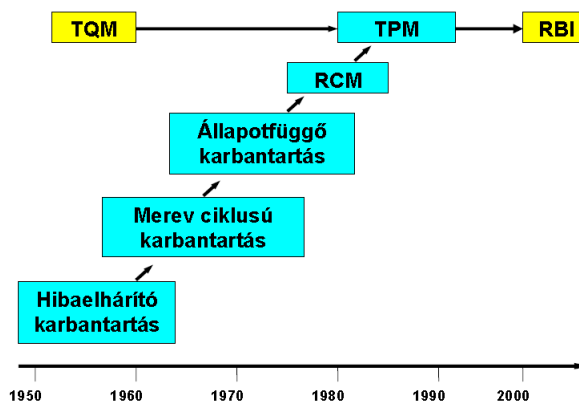 TQM
TPM
RBI
RCM
Állapotfüggő
karbantartás
Merev ciklusú
karbantartás
Hibaelhárító
karbantartás
1950
1960
1970
1980
1990
2000